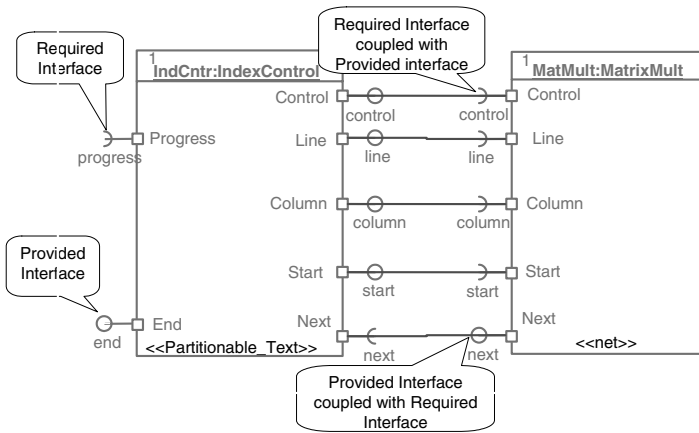 Required
Interface
Required Interface
coupled with
Provided interface
1
IndCntr:IndexControl
1
MatMult:MatrixMult
Control
control
control
Control
Progress
progress
Line
line
line
Line
Column
column
column
Column
Provided
Interface
Start
start
start
Start
End
end
Next
next
next
Next
<<Partitionable_Text>>
<<net>>
Provided Interface
coupled with Required
Interface